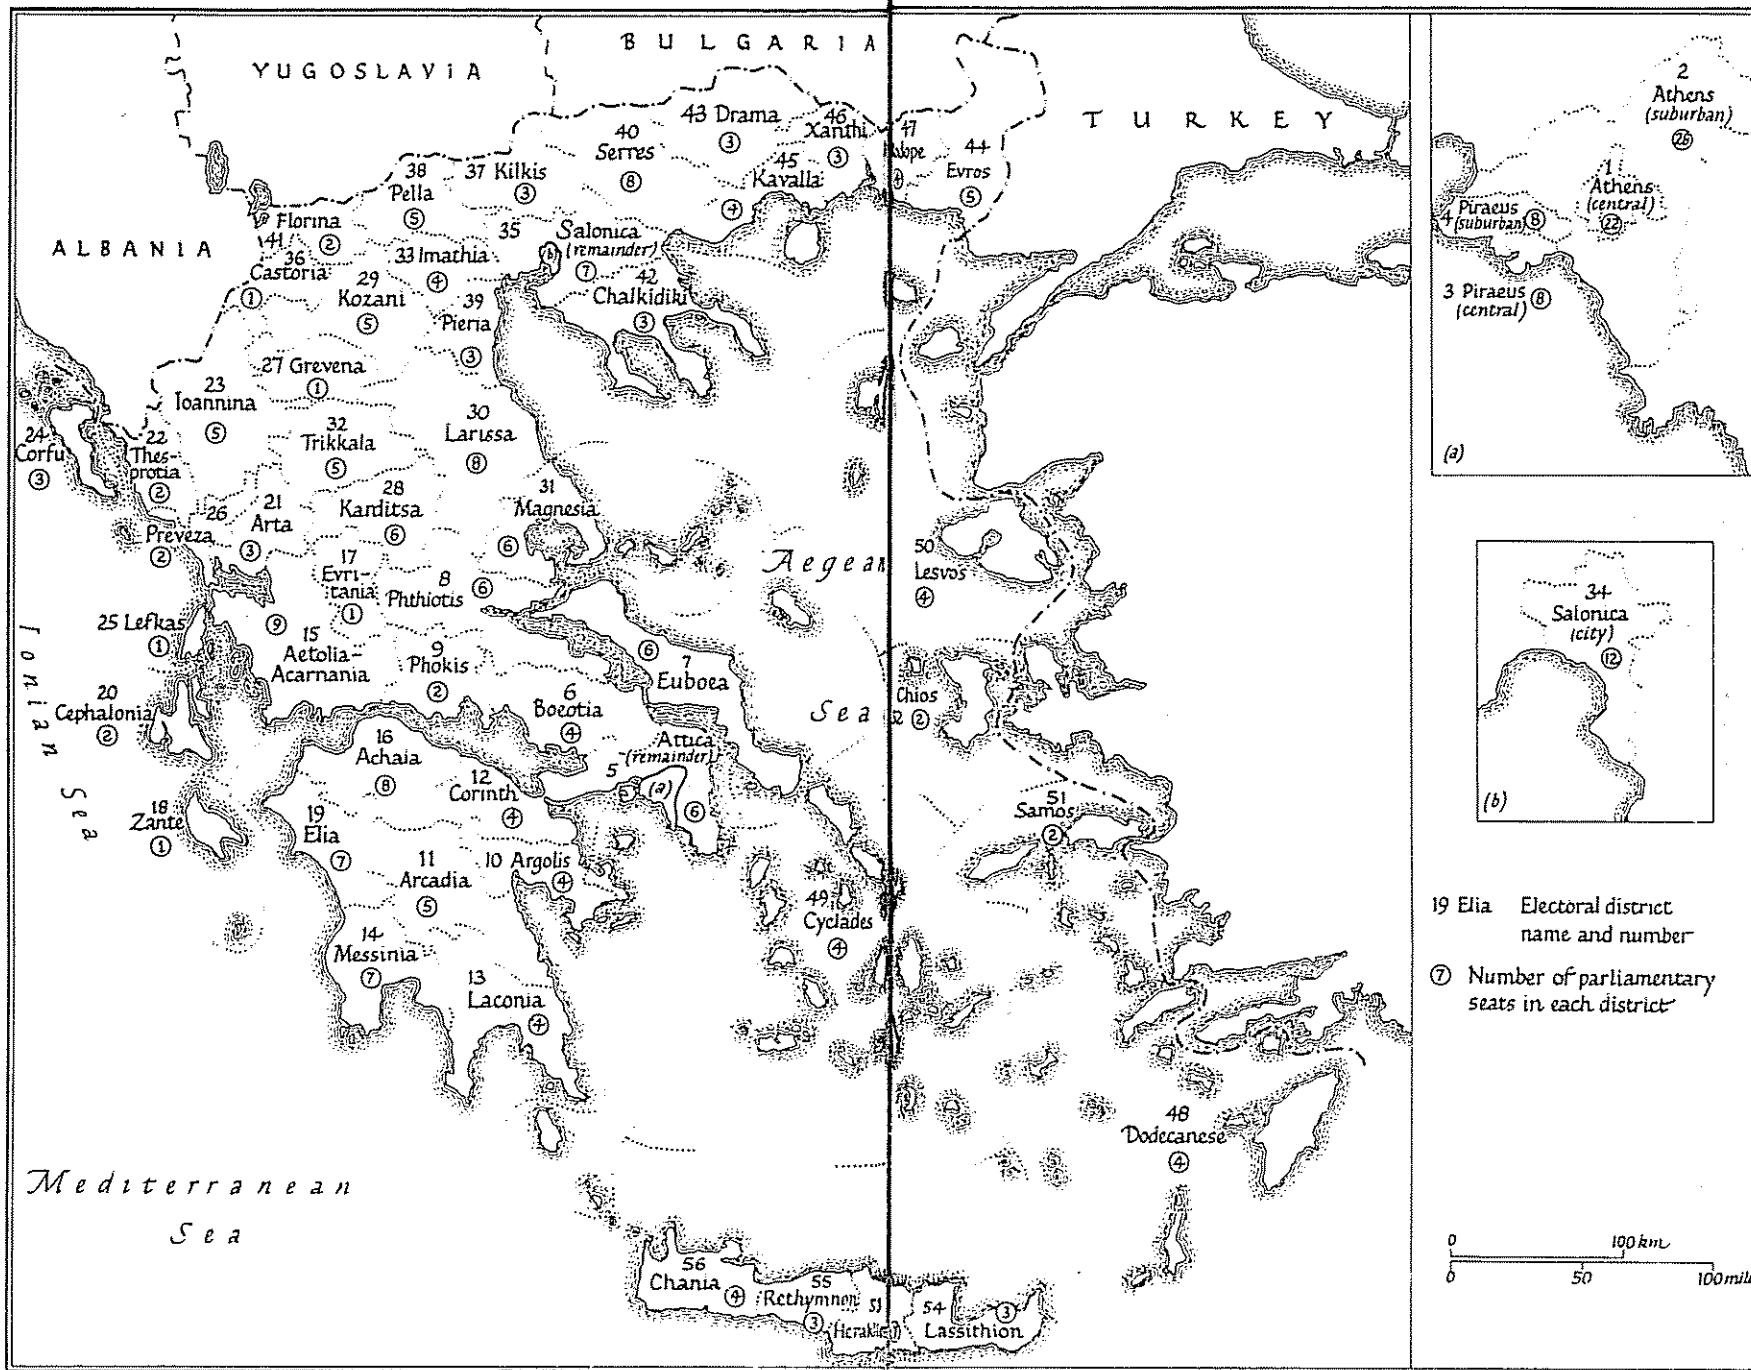 BULGARIA
YUGOSLAVIA
TURKEY
ALBANIA
43 Drama
③
46
Xanthi
③
47
④
44
Evros
⑤
40
Serres
⑧
45
Kavalla
④
37 Kilkis
③
38
Pella
⑤
Florina
②
41
36
Castoria
①
35
Salonica
(remainder)
⑦
(b)
33 Imathia
④
29
Kozani
⑤
39
Pieria
③
42
Chalkidiki
③
27 Grevena
①
23
Ioannina
⑤
32
Trikkala
⑤
30
Larissa
⑧
24
Corfu
③
22
Thes-
protia
②
26
Preveza
②
21
Arta
③
28
Karditsa
⑥
31
Magnesia
⑥
17
Evri-
tania
①
8
Phthiotis
⑥
Aegean
Sea
50
Lesvos
④
25 Lefkas
①
⑨
15
Aetolia-
Acarnania
9
Phokis
②
⑥
7
Euboea
6
Boeotia
④
Chios
52 ②
Ionian Sea
20
Cephalonia
②
16
Achaia
⑧
12
Corinth
④
5
Attica
(remainder)
(a)
⑥
18
Zante
①
19
Elia
⑦
11
Arcadia
⑤
10 Argolis
④
51
Samos
②
49
Cyclades
④
14
Messinia
⑦
13
Laconia
④
48
Dodecanese
④
Mediterranean
Sea
56
Chania
④
55
Rethymnon
③
54
Lassithion
③
2
Athens
(suburban)
㉖
1
Athens
(central)
㉒
4 Piraeus
(suburban) ⑧
3 Piraeus
(central) ⑧
(a)
34
Salonica
(city)
⑫
(b)
19 Elia Electoral district
name and number
⑦ Number of parliamentary
seats in each district
0 100 km
0 50 100